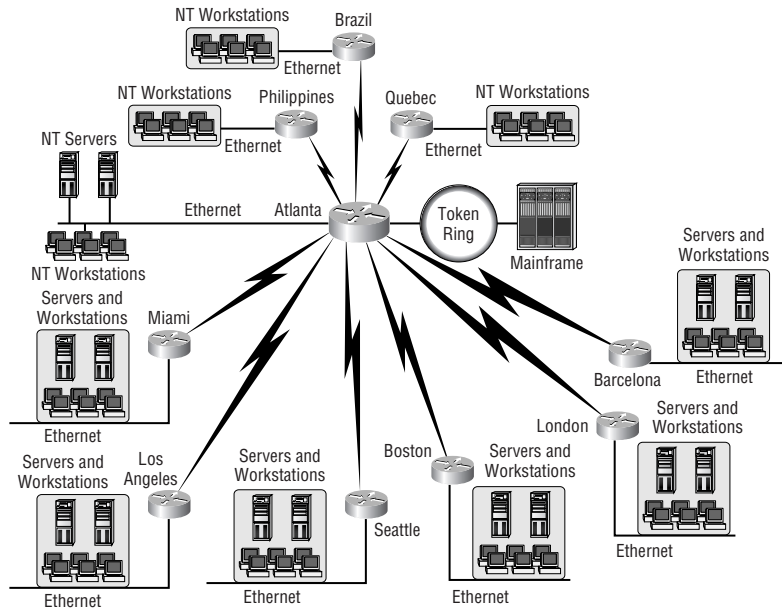 NT Workstations
Brazil
Ethernet
NT Workstations
Philippines
Quebec
NT Workstations
Ethernet
Ethernet
NT Servers
Ethernet
Atlanta
Token
Ring
Mainframe
NT Workstations
Servers and
Workstations
Servers and
Workstations
Miami
Barcelona
Ethernet
Ethernet
Servers and
Workstations
London
Servers and
Workstations
Los
Angeles
Servers and
Workstations
Boston
Servers and
Workstations
Seattle
Ethernet
Ethernet
Ethernet
Ethernet